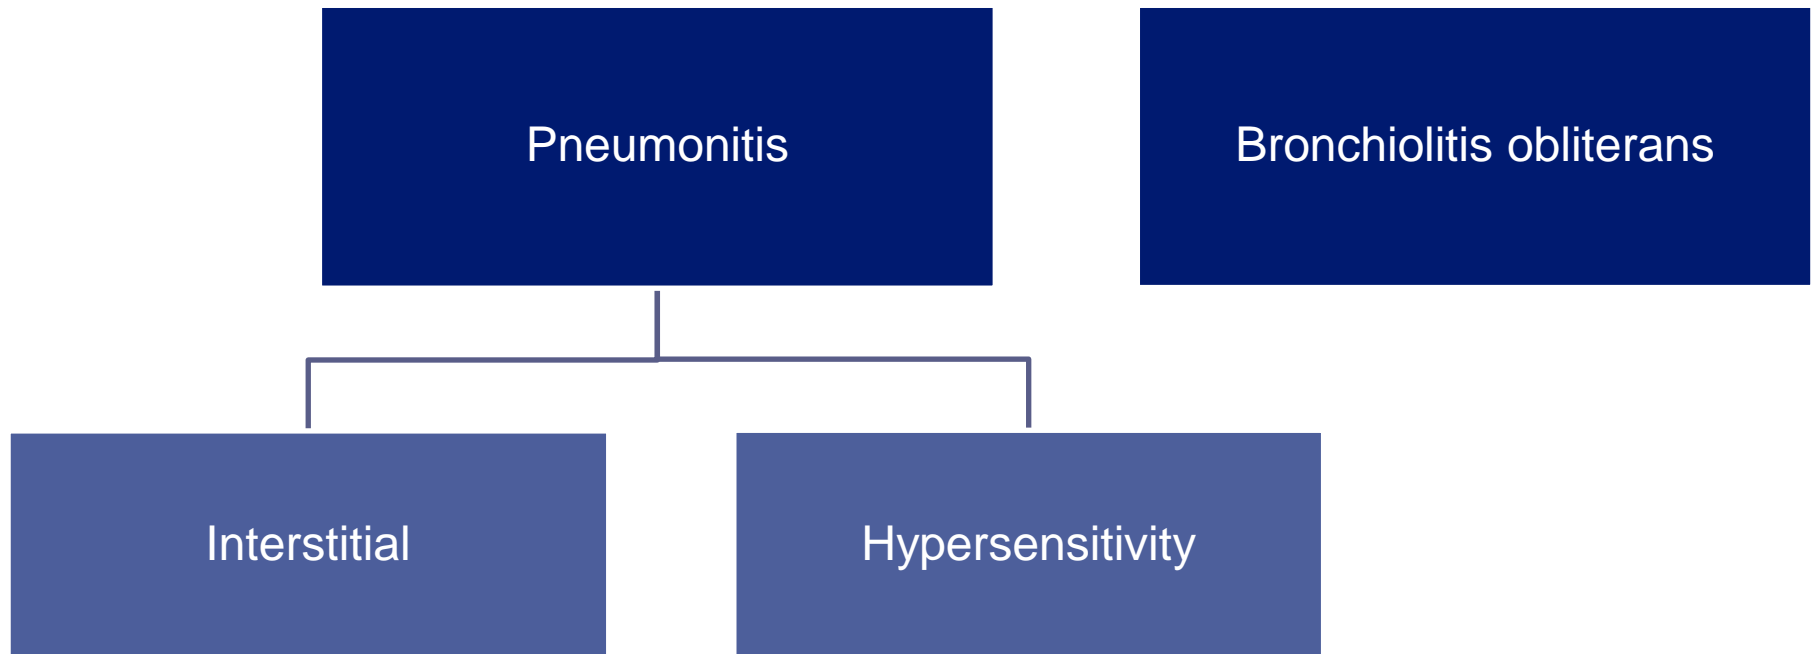 Pneumonitis
Bronchiolitis obliterans
Interstitial
Hypersensitivity